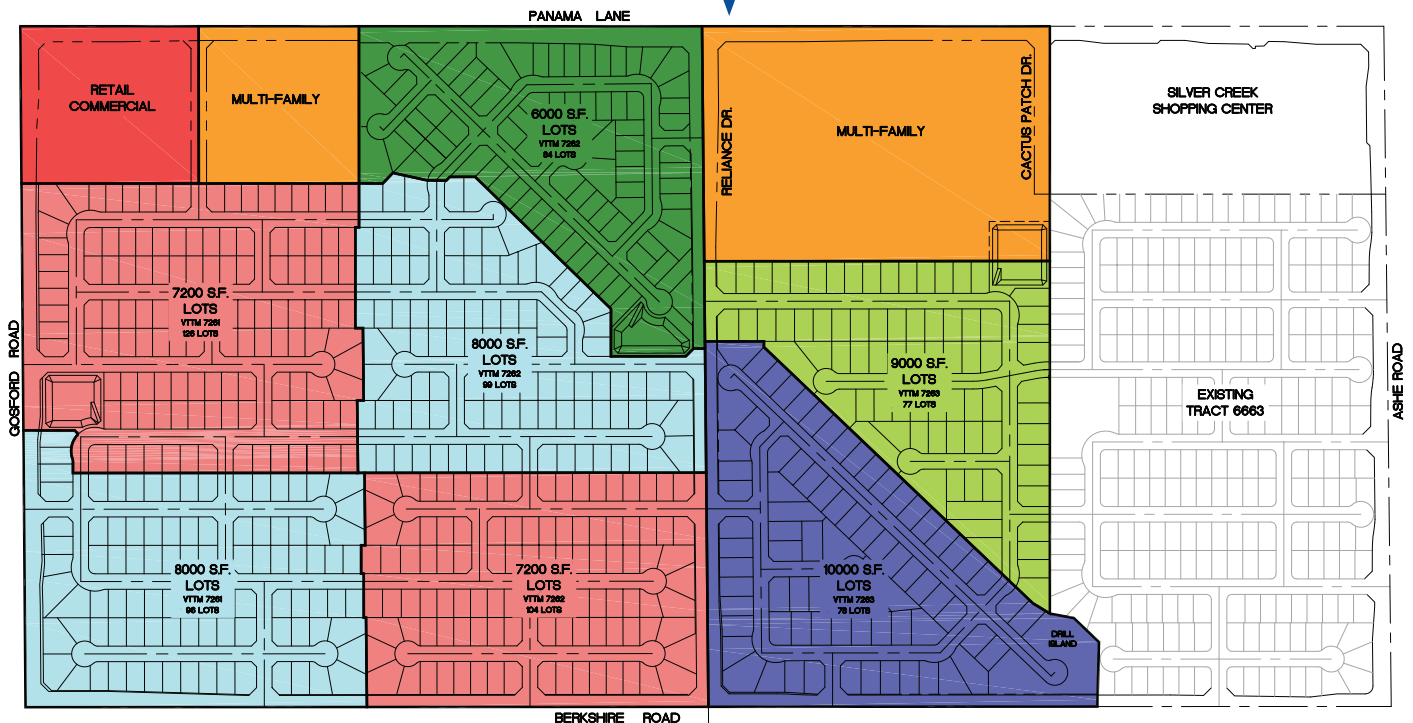 PANAMA LANE
RETAIL
COMMERCIAL
MULTI-FAMILY
6000 S.F.
LOTS
VTTM 7262
84 LOTS
RELIANCE DR.
MULTI-FAMILY
CACTUS PATCH DR.
SILVER CREEK
SHOPPING CENTER
GOSFORD ROAD
7200 S.F.
LOTS
VTTM 7261
126 LOTS
8000 S.F.
LOTS
VTTM 7262
99 LOTS
9000 S.F.
LOTS
VTTM 7263
77 LOTS
EXISTING
TRACT 6663
ASHE ROAD
8000 S.F.
LOTS
VTTM 7261
98 LOTS
7200 S.F.
LOTS
VTTM 7262
104 LOTS
10000 S.F.
LOTS
VTTM 7263
78 LOTS
DRILL
ISLAND
BERKSHIRE ROAD